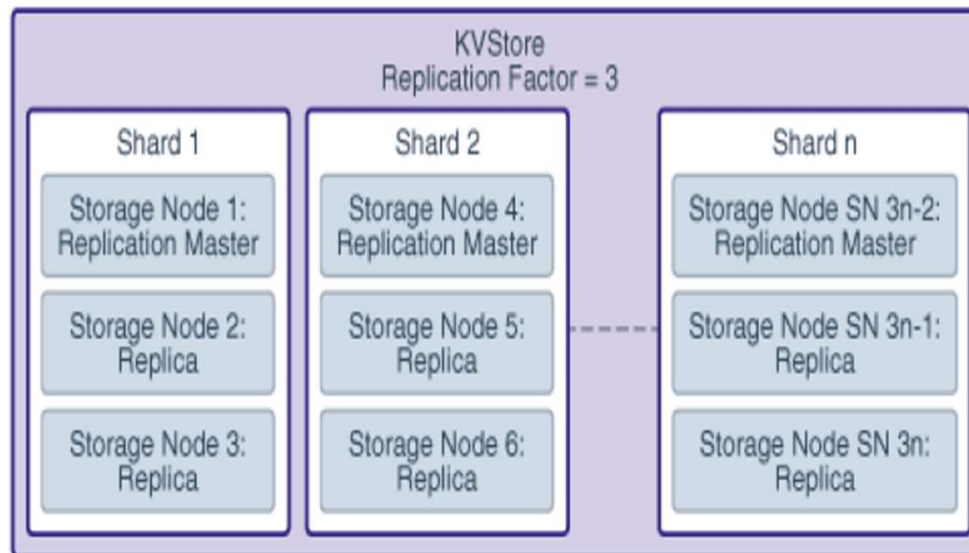 KVStore
Replication Factor = 3
Shard 1
Storage Node 1:
Replication Master
Storage Node 2:
Replica
Storage Node 3:
Replica
Shard 2
Storage Node 4:
Replication Master
Storage Node 5:
Replica
Storage Node 6:
Replica
Shard n
Storage Node SN 3n-2:
Replication Master
Storage Node SN 3n-1:
Replica
Storage Node SN 3n:
Replica